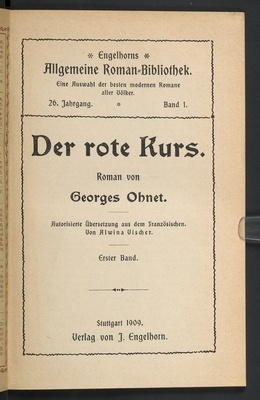 * Engelhorns *
Allgemeine Roman-Bibliothek.
Eine Auswahl der besten modernen Romane
aller Völker.
26. Jahrgang. * Band 1.
Der rote Kurs.
Roman von
Georges Ohnet.
Autorisierte Übersetzung aus dem Französischen.
Von Alwina Vischer.
Erster Band.
Stuttgart 1909.
Verlag von J. Engelhorn.